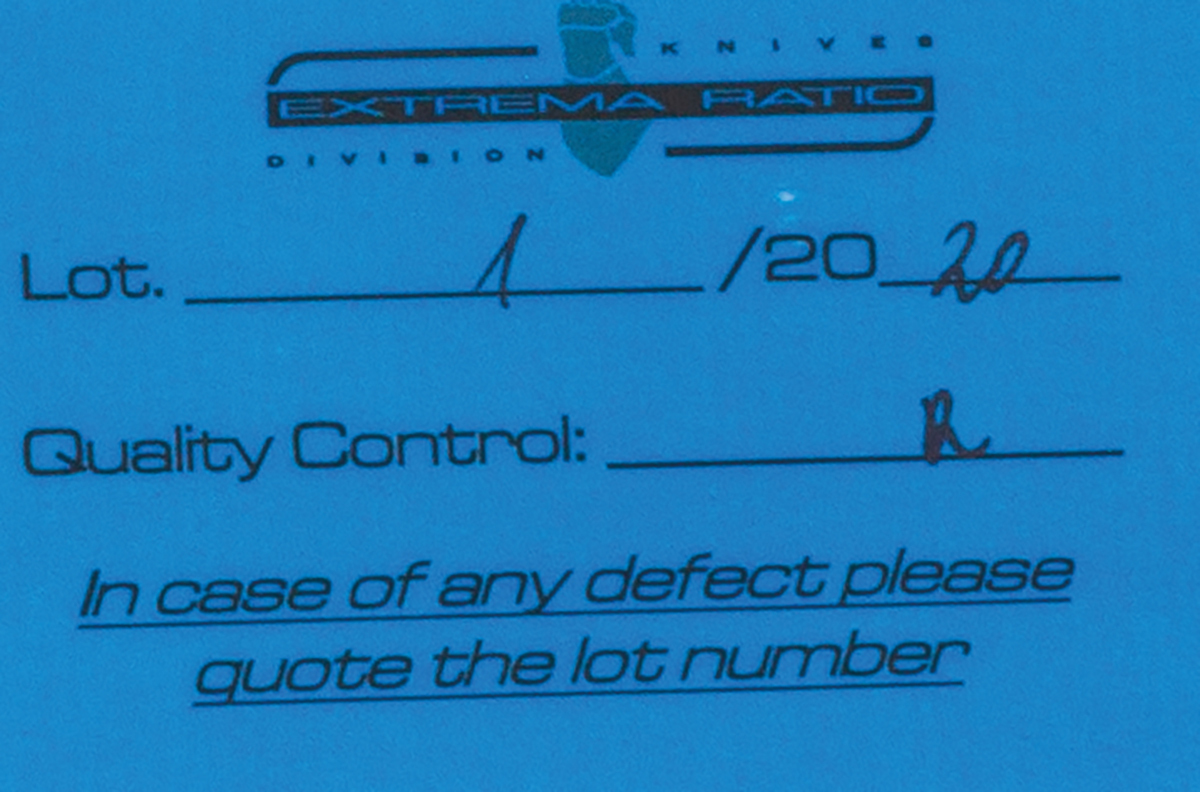 KNIVES
EXTREMA RATIO
DIVISION
Lot. 1 /20 20
Quality Control: R
In case of any defect please
quote the lot number